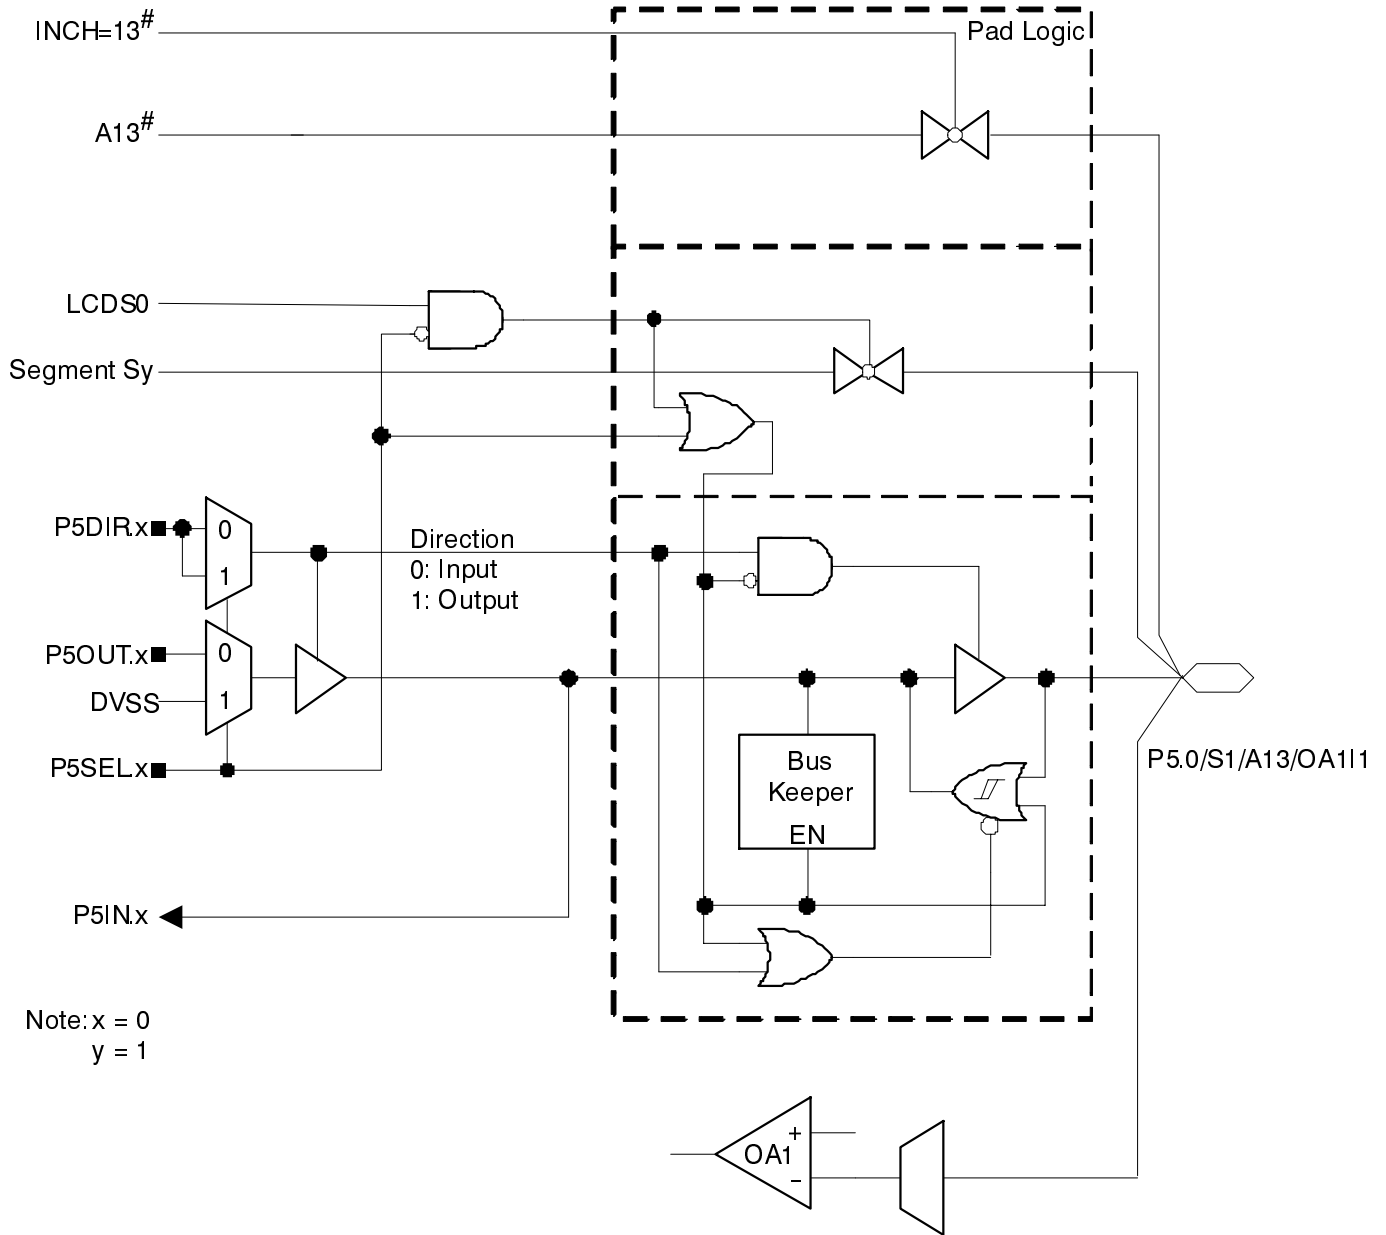 INCH=13#
Pad Logic
A13#
LCDS0
Segment Sy
P5DIR.x
0
1
Direction
0: Input
1: Output
P5OUT.x
0
DVSS
1
P5SEL.x
Bus
Keeper
EN
P5.0/S1/A13/OA1I1
P5IN.x
Note: x = 0
y = 1
+
OA1
−